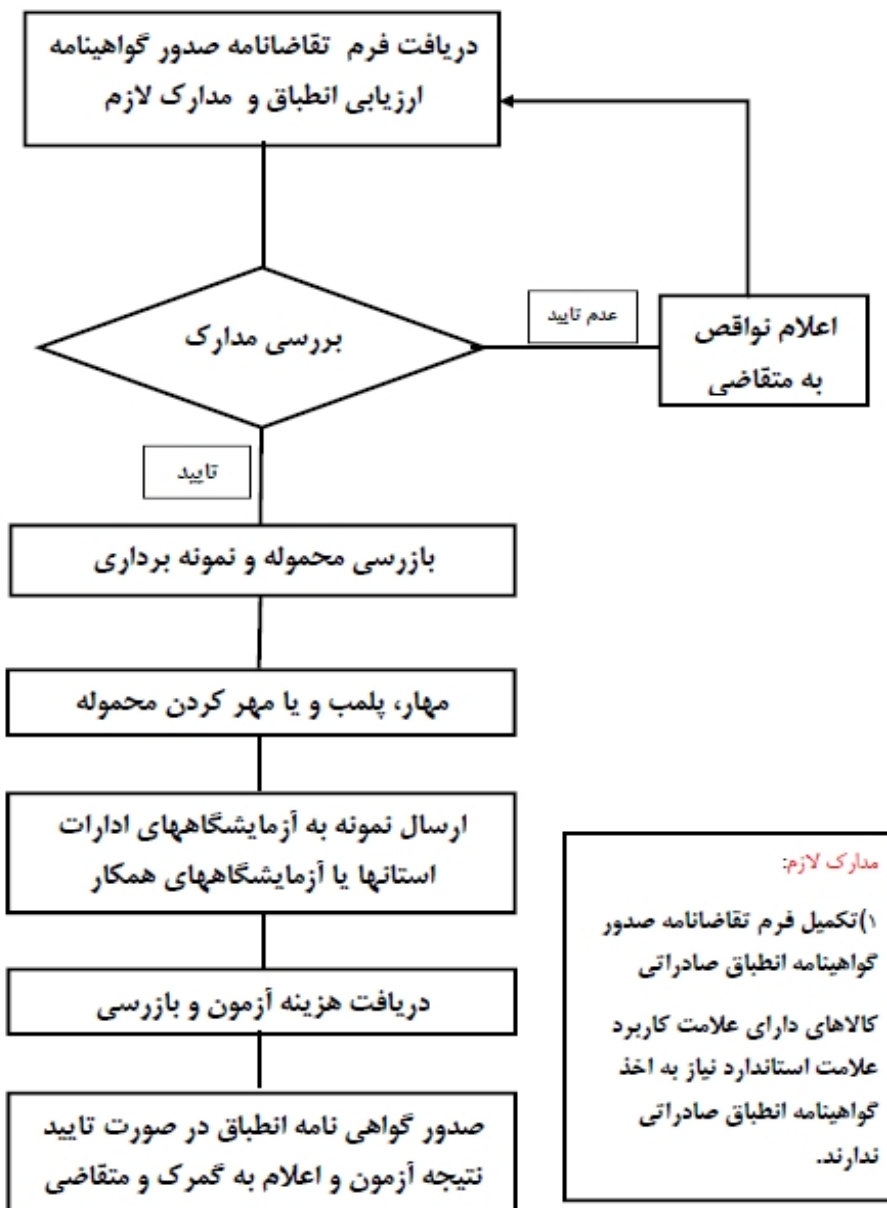 دریافت فرم تقاضانامه صدور گواهینامه
ارزیابی انطباق و مدارک لازم
بررسی مدارک
عدم تایید
اعلام نواقص
به متقاضی
تایید
بازرسی محموله و نمونه برداری
مهار، پلمب و یا مهر کردن محموله
ارسال نمونه به آزمایشگاههای ادارات
استانها یا آزمایشگاههای همکار
دریافت هزینه آزمون و بازرسی
صدور گواهی نامه انطباق در صورت تایید
نتیجه آزمون و اعلام به گمرک و متقاضی
مدارک لازم:
۱)تکمیل فرم تقاضانامه صدور
گواهینامه انطباق صادراتی
کالاهای دارای علامت کاربرد
علامت استاندارد نیاز به اخذ
گواهینامه انطباق صادراتی
ندارند.